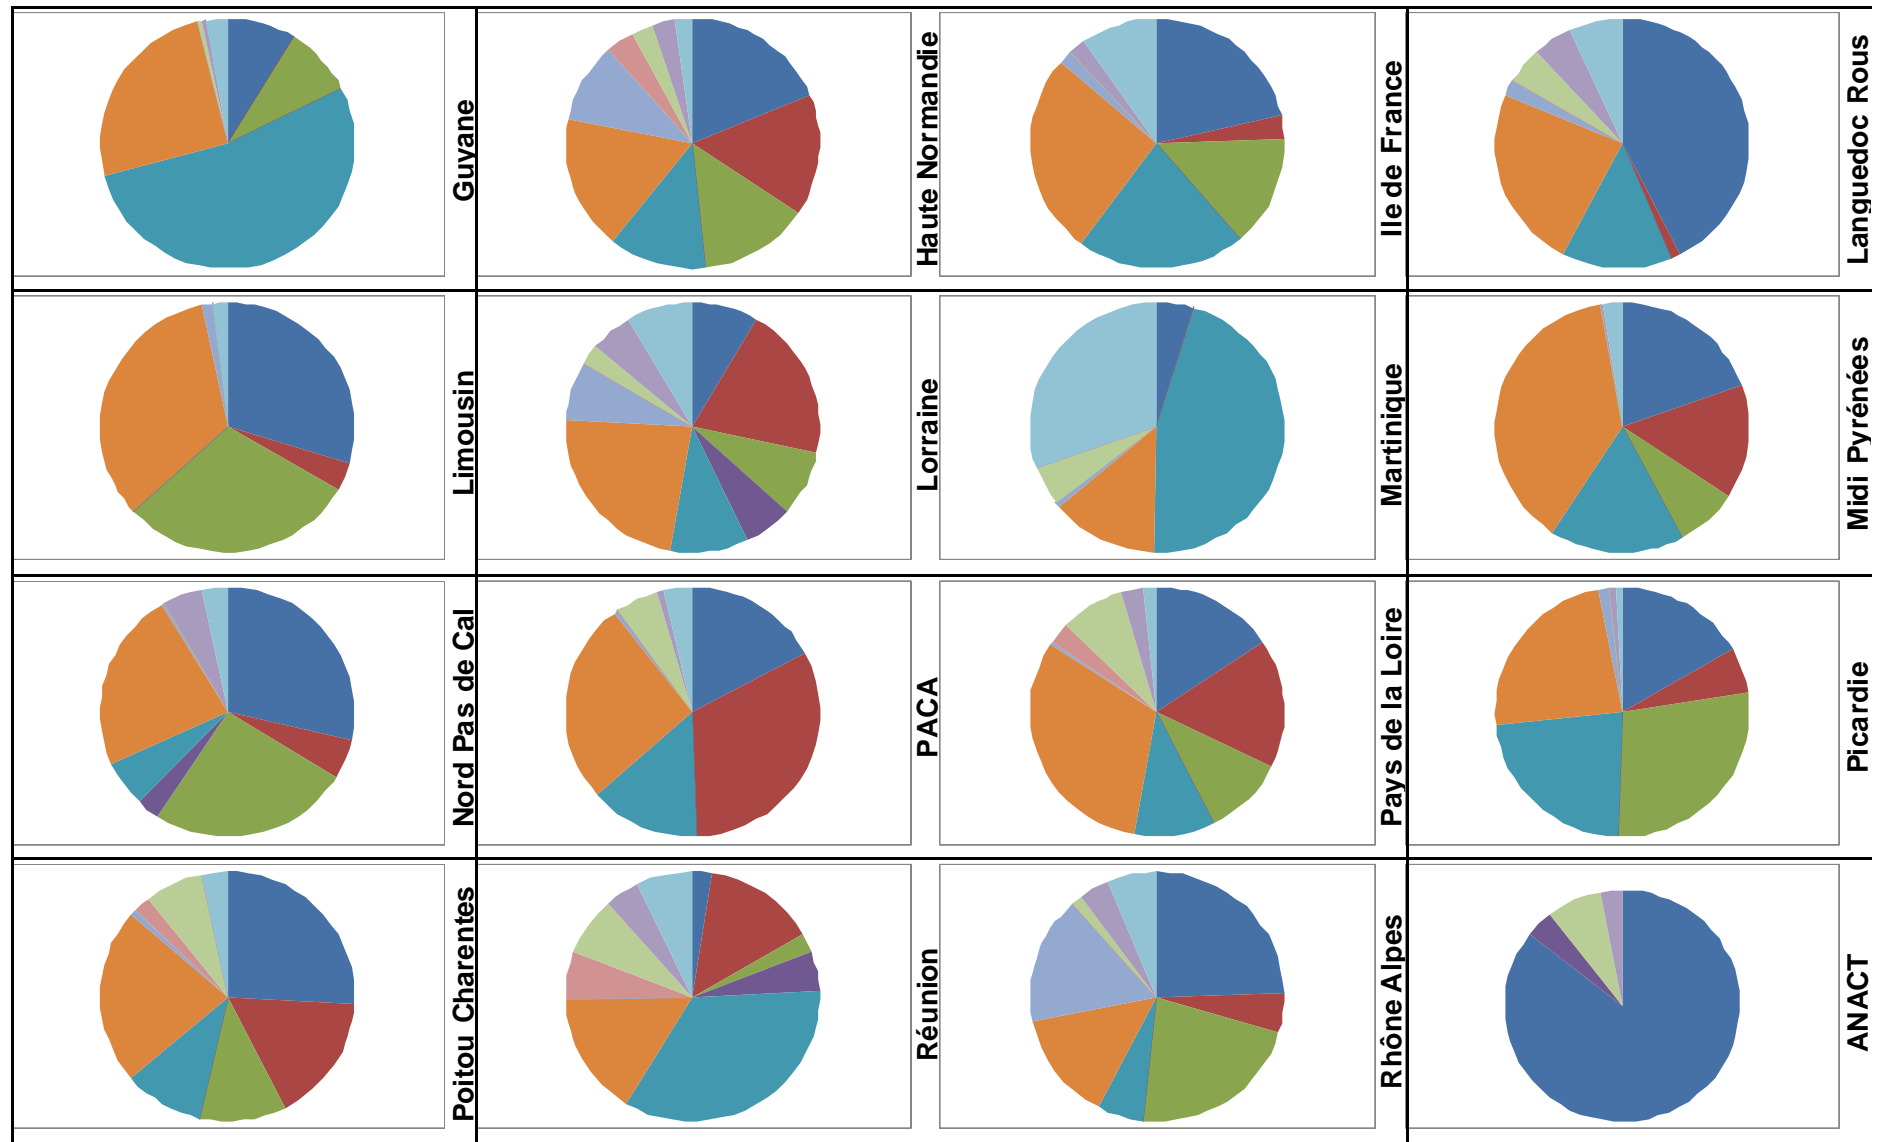 Guyane
Haute Normandie
Ile de France
Languedoc Rous
Limousin
Lorraine
Martinique
Midi Pyrénées
Nord Pas de Cal
PACA
Pays de la Loire
Picardie
Poitou Charentes
Réunion
Rhône Alpes
ANACT